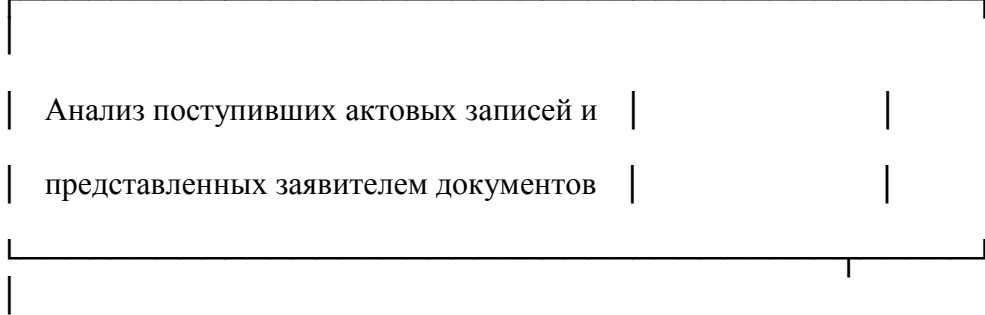 Анализ поступивших актовых записей и
представленных заявителем документов